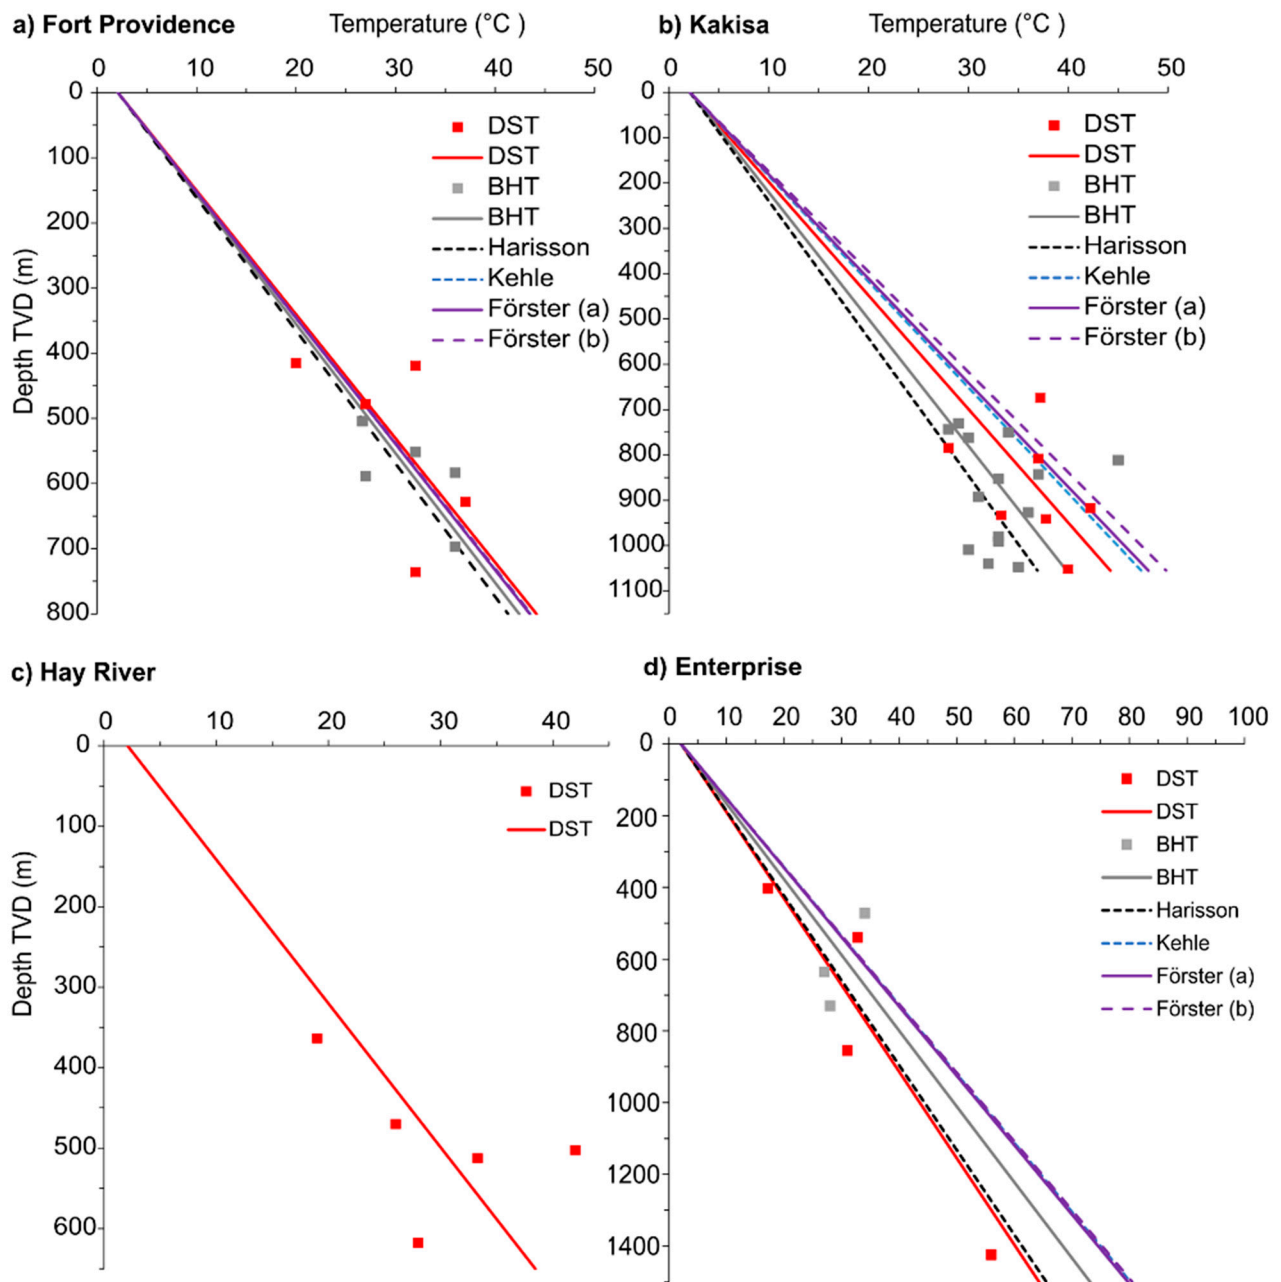 a) Fort Providence
Temperature (°C )
0 10 20 30 40 50
0
100
200
300
400
500
600
700
800
Depth TVD (m)
DST
DST
BHT
BHT
Harisson
Kehle
Förster (a)
Förster (b)
b) Kakisa
Temperature (°C )
0 10 20 30 40 50
0
100
200
300
400
500
600
700
800
900
1000
1100
DST
DST
BHT
BHT
Harisson
Kehle
Förster (a)
Förster (b)
c) Hay River
0 10 20 30 40
0
100
200
300
400
500
600
Depth TVD (m)
DST
DST
d) Enterprise
0 10 20 30 40 50 60 70 80 90 100
0
200
400
600
800
1000
1200
1400
DST
DST
BHT
BHT
Harisson
Kehle
Förster (a)
Förster (b)